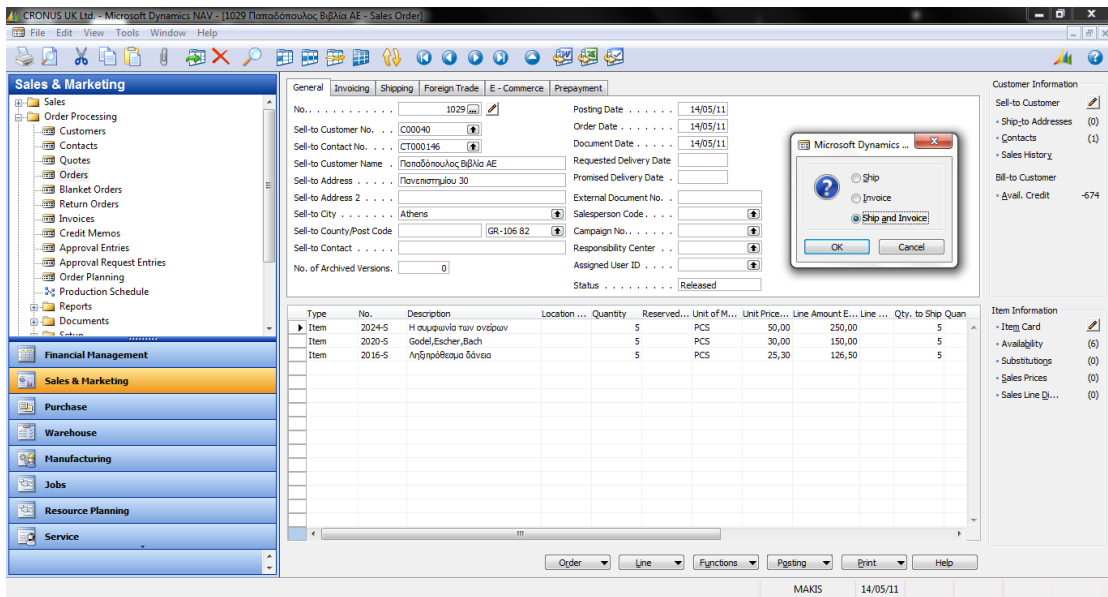 CRONUS UK Ltd. - Microsoft Dynamics NAV - [1029 Παπαδόπουλος Βιβλία ΑΕ - Sales Order]
File Edit View Tools Window Help
Sales & Marketing
Sales
Order Processing
Customers
Contacts
Quotes
Orders
Blanket Orders
Return Orders
Invoices
Credit Memos
Approval Entries
Approval Request Entries
Order Planning
Production Schedule
Reports
Documents
Setup
Financial Management
Sales & Marketing
Purchase
Warehouse
Manufacturing
Jobs
Resource Planning
Service
General Invoicing Shipping Foreign Trade E - Commerce Prepayment
No. . . . . . . . . . . . 1029 ...
Sell-to Customer No. . . C00040
Sell-to Contact No. . . . CT000146
Sell-to Customer Name . Παπαδόπουλος Βιβλία ΑΕ
Sell-to Address . . . . . Πανεπιστημίου 30
Sell-to Address 2 . . . .
Sell-to City . . . . . . . Athens
Sell-to County/Post Code GR-106 82
Sell-to Contact . . . . .
No. of Archived Versions. 0
Posting Date . . . . . . 14/05/11
Order Date . . . . . . . 14/05/11
Document Date . . . . . 14/05/11
Requested Delivery Date
Promised Delivery Date .
External Document No. .
Salesperson Code . . . .
Campaign No. . . . . . .
Responsibility Center . .
Assigned User ID . . . .
Status . . . . . . . . . Released
Microsoft Dynamics ...
Ship
Invoice
Ship and Invoice
OK Cancel
Type No. Description Location ... Quantity Reserved... Unit of M... Unit Price... Line Amount E... Line ... Qty. to Ship Quan
Item 2024-S Η συμφωνία των ονείρων 5 PCS 50,00 250,00 5
Item 2020-S Godel,Escher,Bach 5 PCS 30,00 150,00 5
Item 2016-S Ληξηπρόθεσμα δάνεια 5 PCS 25,30 126,50 5
Order Line Functions Posting Print Help
Customer Information
Sell-to Customer
Ship-to Addresses (0)
Contacts (1)
Sales History
Bill-to Customer
Avail. Credit -674
Item Information
Item Card
Availability (6)
Substitutions (0)
Sales Prices (0)
Sales Line Di... (0)
MAKIS 14/05/11